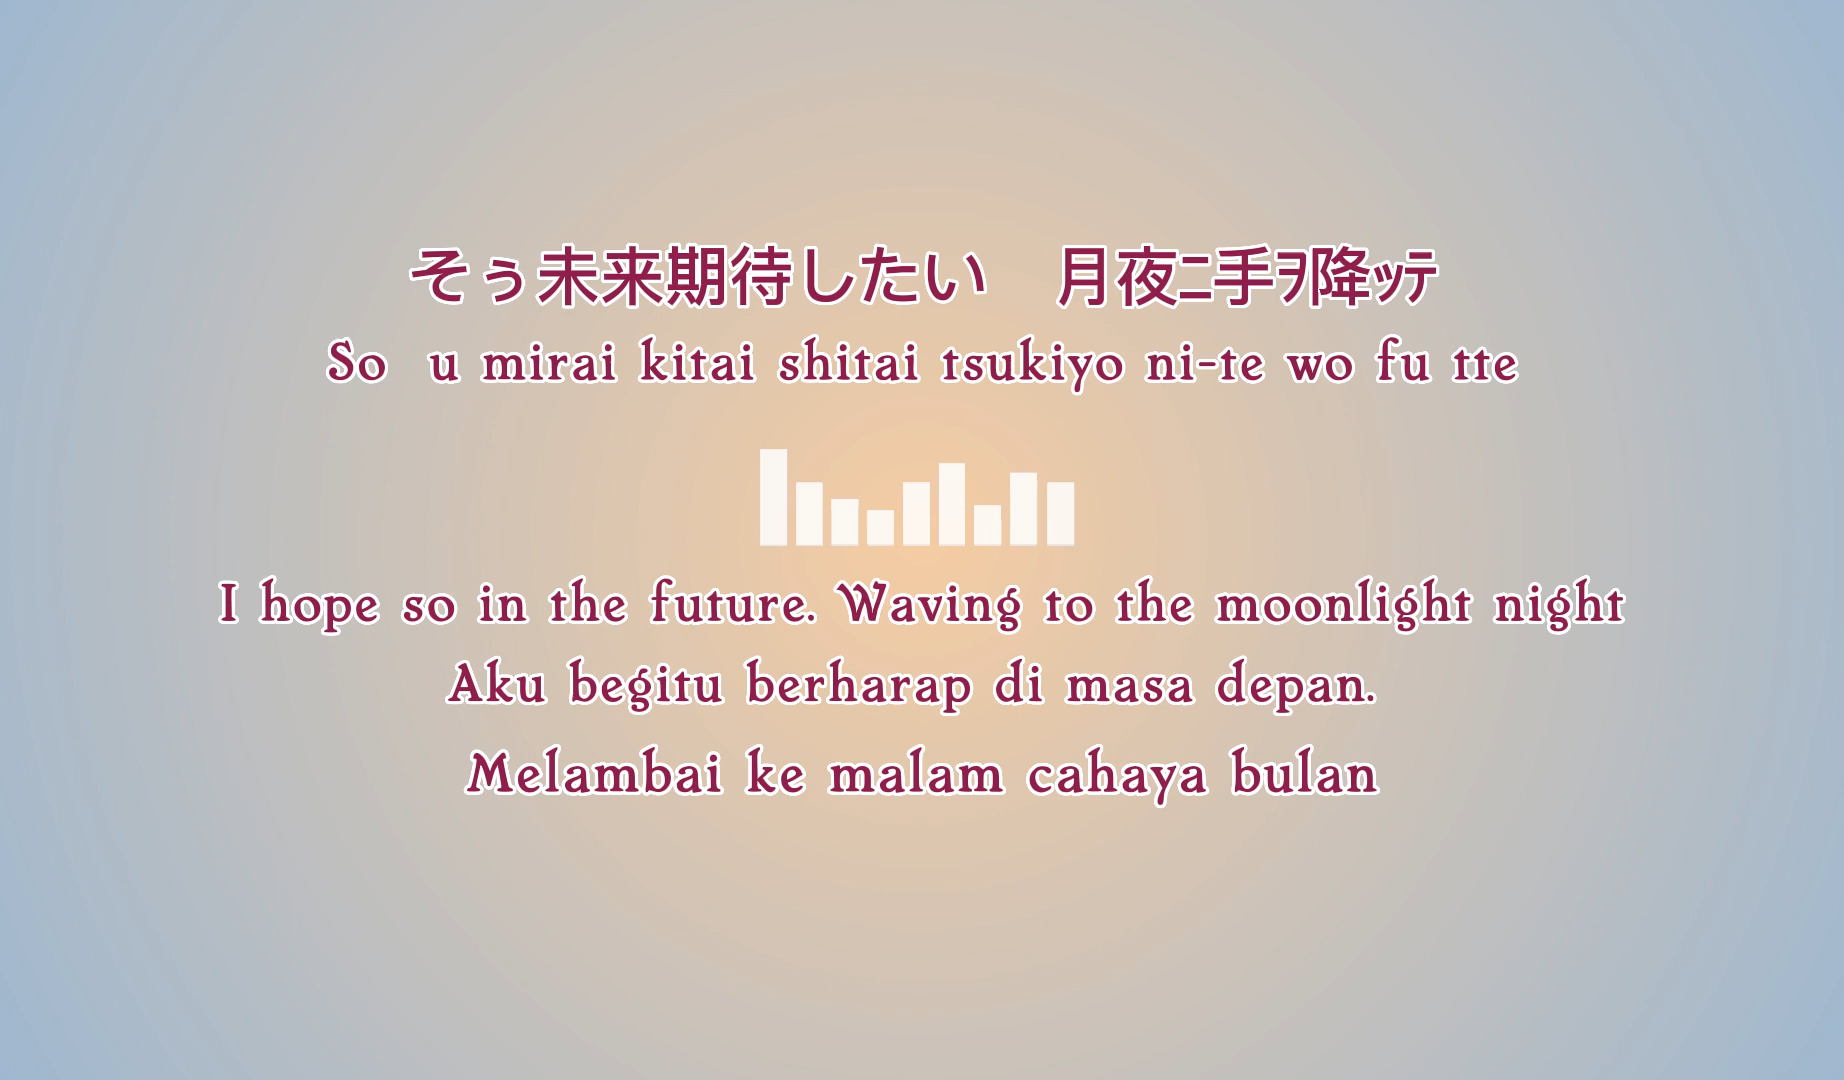 そぅ未来期待したい　月夜ﾆ手ｦ降ｯﾃ
So  u mirai kitai shitai tsukiyo ni-te wo fu tte
I hope so in the future. Waving to the moonlight night
Aku begitu berharap di masa depan.
Melambai ke malam cahaya bulan